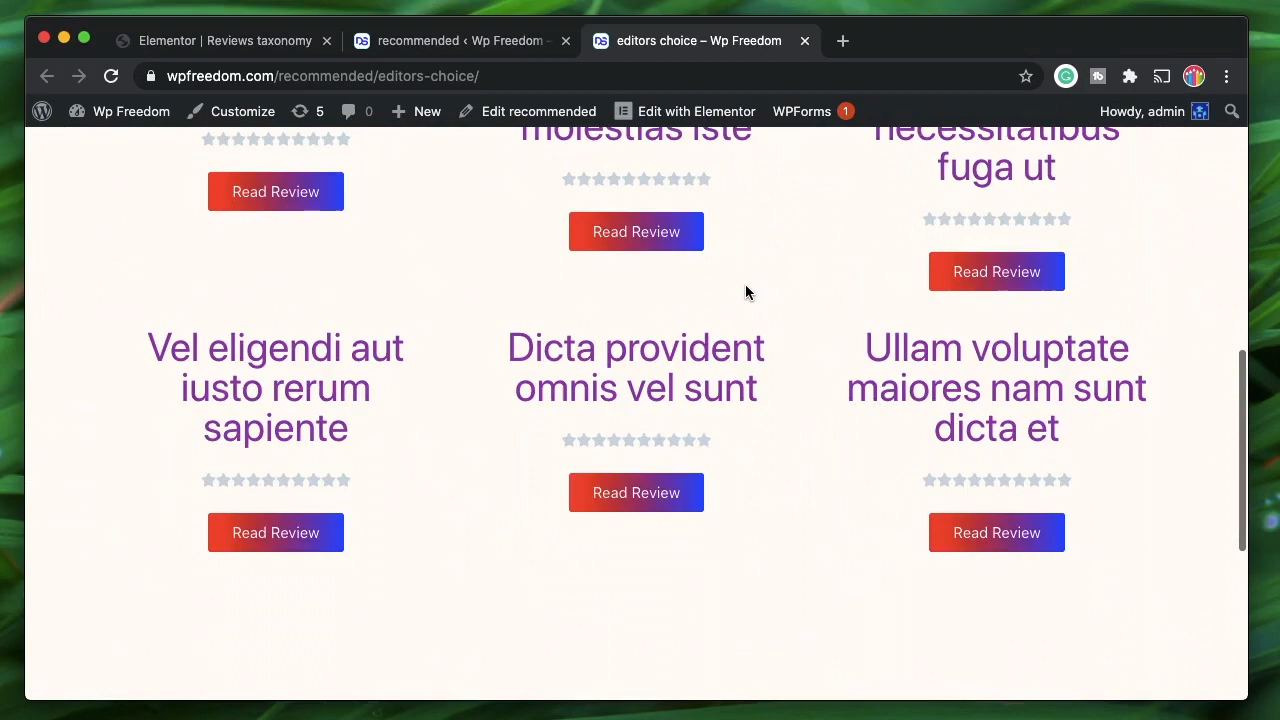 Elementor | Reviews taxonomy
recommended ‹ Wp Freedom -
editors choice – Wp Freedom
wpfreedom.com/recommended/editors-choice/
Wp Freedom
Customize
5
0
New
Edit recommended
Edit with Elementor
WPForms 1
Howdy, admin
molestias iste
necessitatibus
fuga ut
Read Review
Read Review
Read Review
Vel eligendi aut
iusto rerum
sapiente
Read Review
Dicta provident
omnis vel sunt
Read Review
Ullam voluptate
maiores nam sunt
dicta et
Read Review